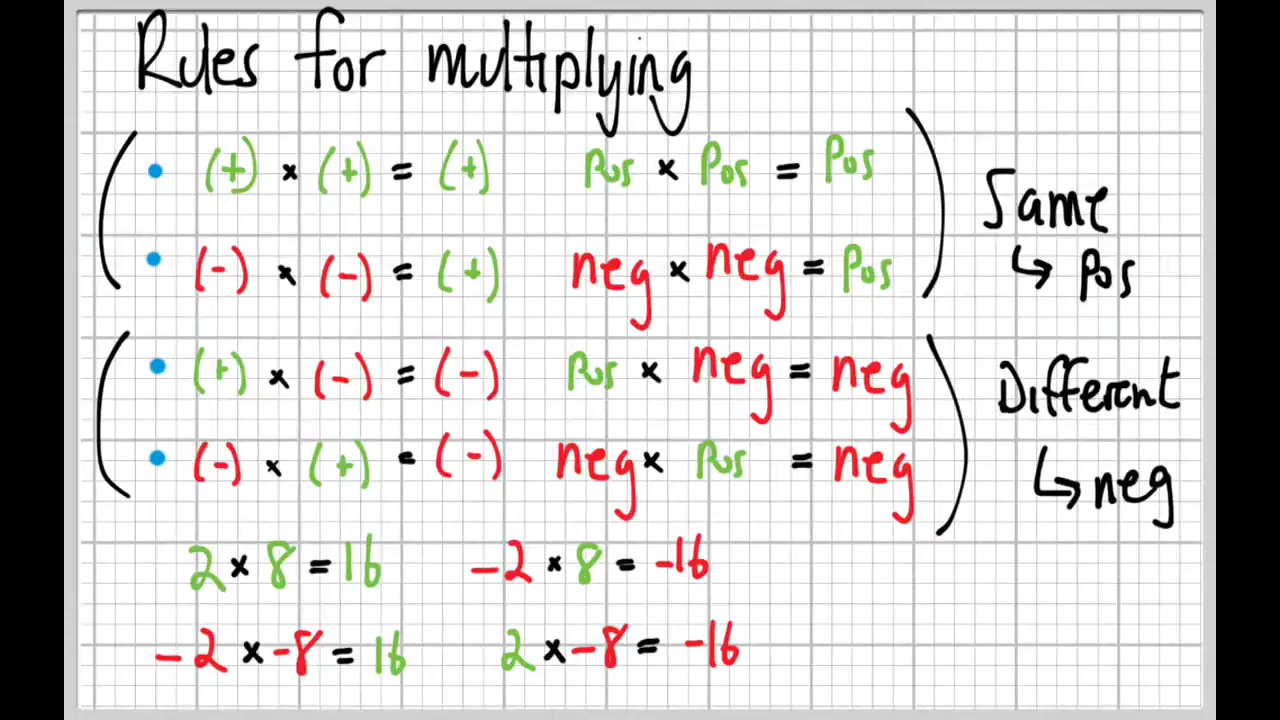 Rules for multiplying
• (+) × (+) = (+) Pos × Pos = Pos
• (-) × (-) = (+) neg × neg = Pos
Same
↳ Pos
• (+) × (-) = (-) Pos × neg = neg
• (-) × (+) = (-) neg × Pos = neg
Different
↳ neg
2 × 8 = 16 -2 × 8 = -16
-2 × -8 = 16 2 × -8 = -16